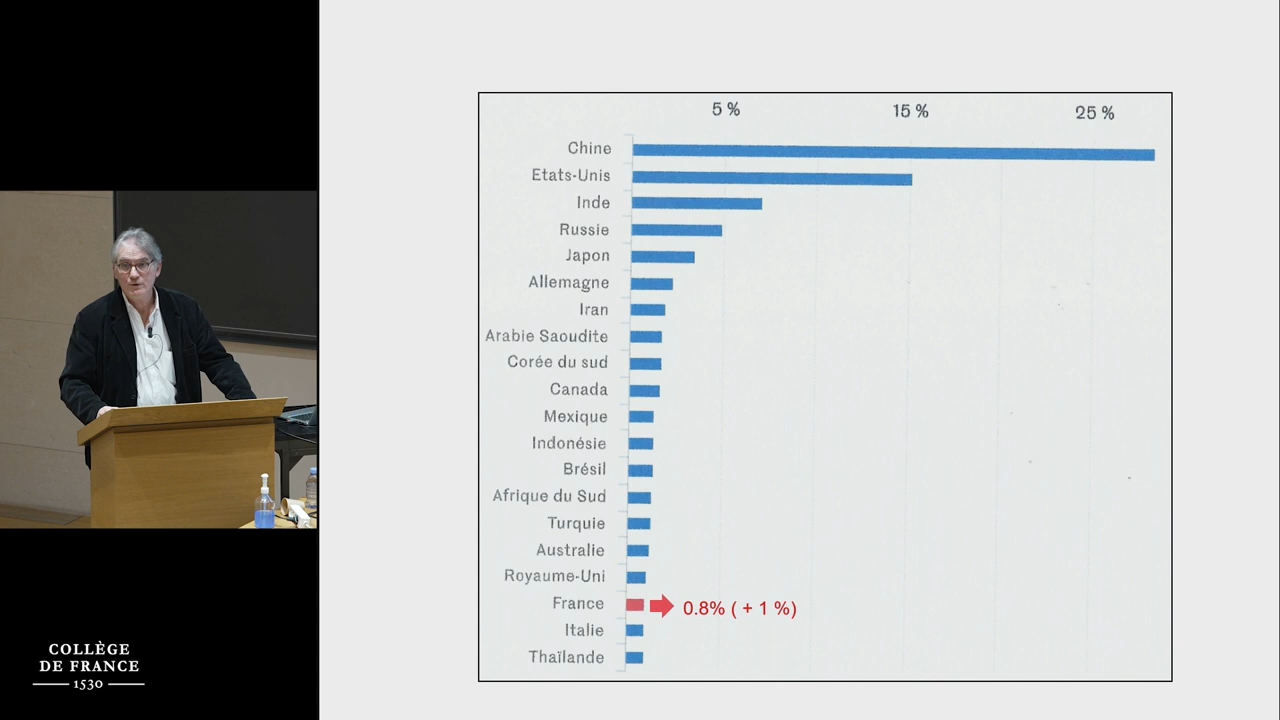 5 %
15 %
25 %
Chine
Etats-Unis
Inde
Russie
Japon
Allemagne
Iran
Arabie Saoudite
Corée du sud
Canada
Mexique
Indonésie
Brésil
Afrique du Sud
Turquie
Australie
Royaume-Uni
France
0.8% ( + 1 %)
Italie
Thaïlande
COLLÈGE
DE FRANCE
1530